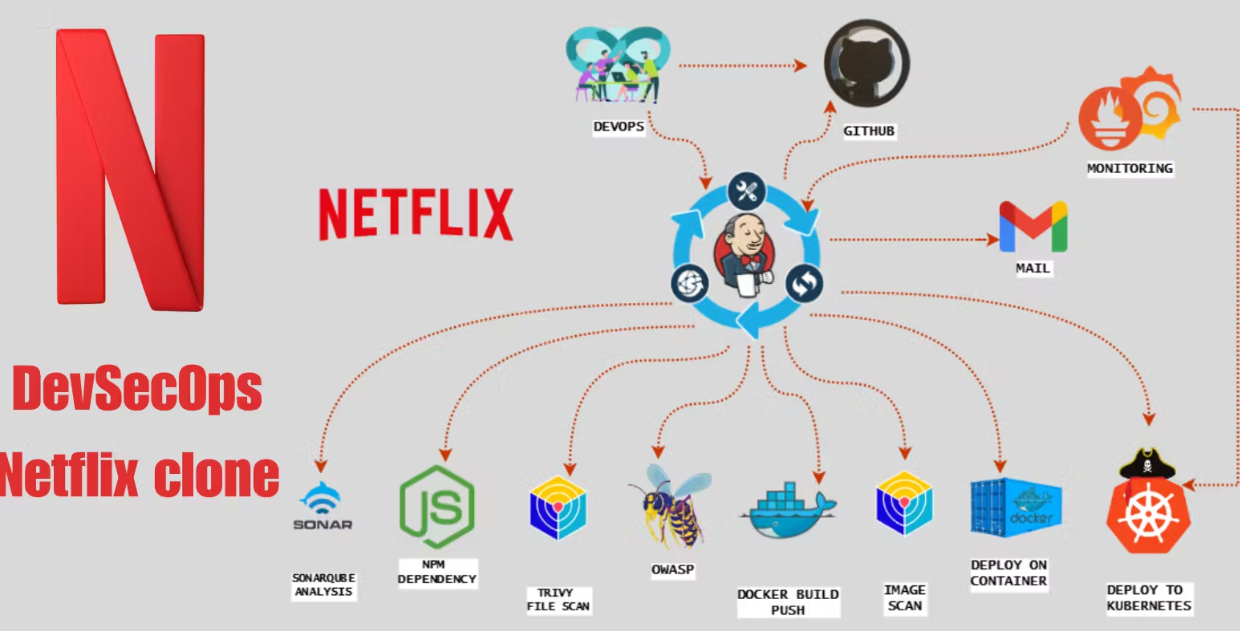 N
DEVOPS
GITHUB
MONITORING
NETFLIX
MAIL
DevSecOps
Netflix clone
SONAR
SONARQUBE
ANALYSIS
JS
NPM
DEPENDENCY
TRIVY
FILE SCAN
OWASP
DOCKER BUILD
PUSH
IMAGE
SCAN
docker
DEPLOY ON
CONTAINER
DEPLOY TO
KUBERNETES